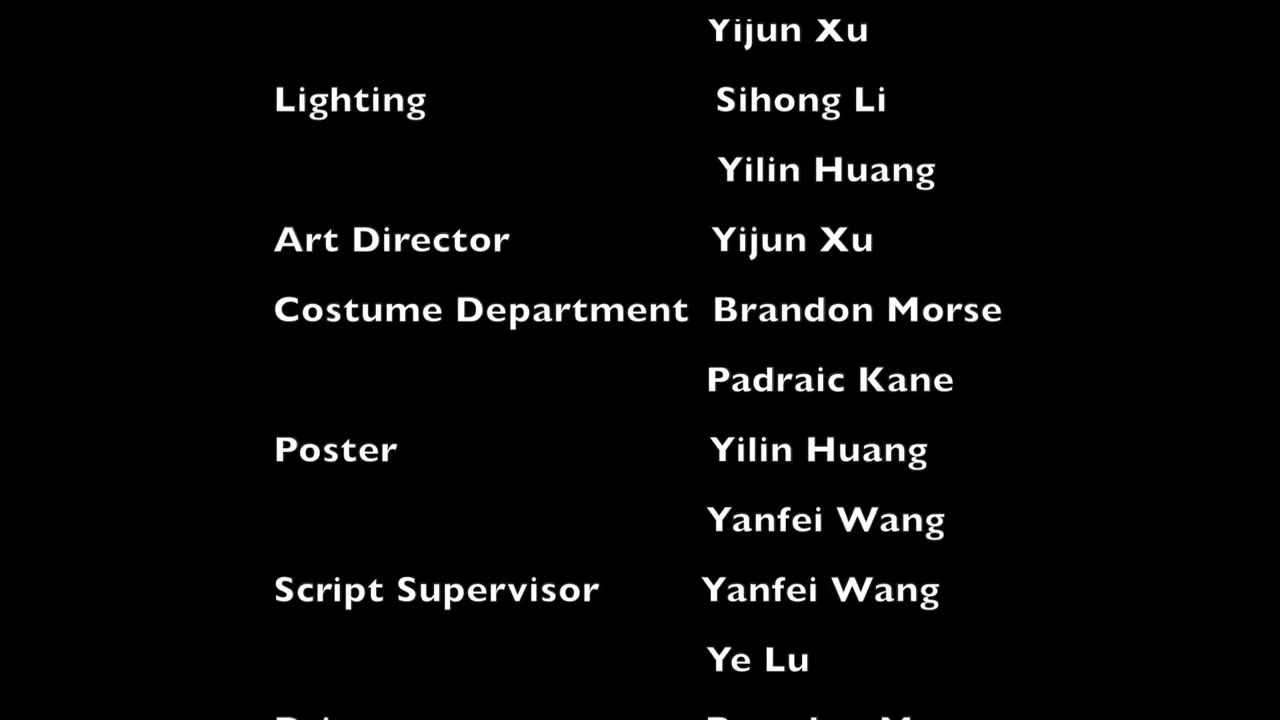 Yijun Xu
Lighting Sihong Li
Yilin Huang
Art Director Yijun Xu
Costume Department Brandon Morse
Padraic Kane
Poster Yilin Huang
Yanfei Wang
Script Supervisor Yanfei Wang
Ye Lu